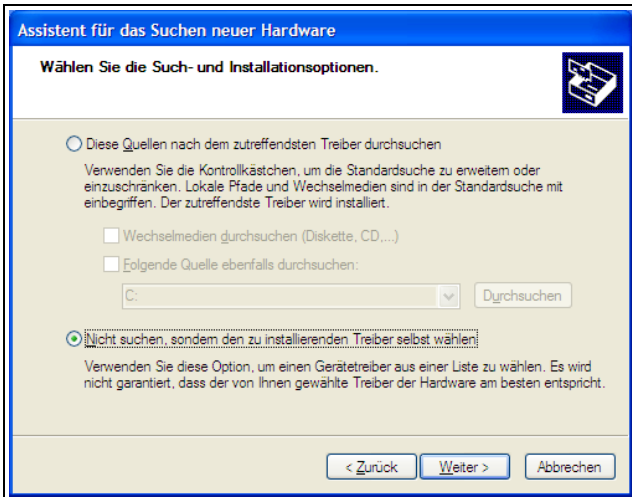 Assistent für das Suchen neuer Hardware
Wählen Sie die Such- und Installationsoptionen.
Diese Quellen nach dem zutreffendsten Treiber durchsuchen
Verwenden Sie die Kontrollkästchen, um die Standardsuche zu erweitern oder
einzuschränken. Lokale Pfade und Wechselmedien sind in der Standardsuche mit
einbegriffen. Der zutreffendste Treiber wird installiert.
Wechselmedien durchsuchen (Diskette, CD,...)
Folgende Quelle ebenfalls durchsuchen:
C:
Durchsuchen
Nicht suchen, sondern den zu installierenden Treiber selbst wählen
Verwenden Sie diese Option, um einen Gerätetreiber aus einer Liste zu wählen. Es wird
nicht garantiert, dass der von Ihnen gewählte Treiber der Hardware am besten entspricht.
< Zurück Weiter > Abbrechen